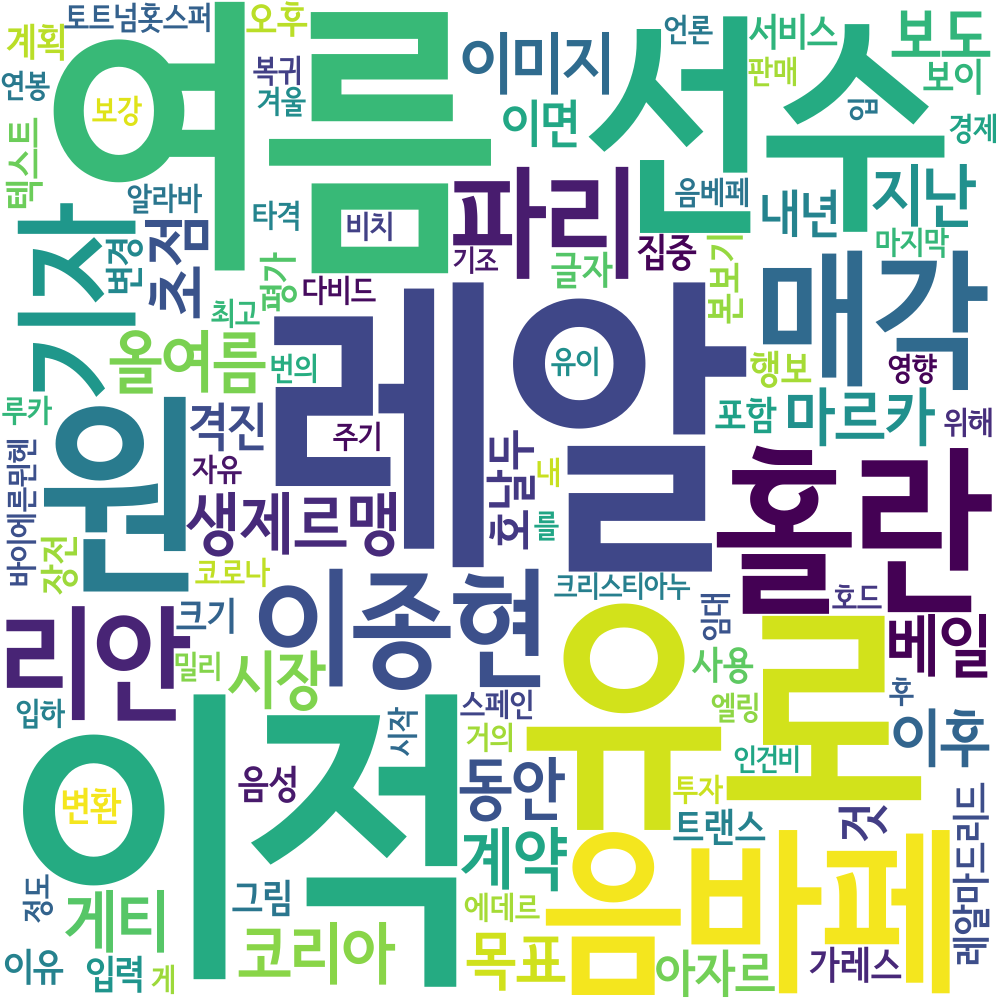 토트넘홋스퍼
오후
언론
서비스
보도
계획
여름
선수
이미지
연봉
보강
복귀
겨울
이면
판매
보이
입
경제
텍스트
알라바
타격
비치
파리
음베페
내년
지난
기자
변경
초점
기조
글자
집중
마지막
평가
다비드
본보기
매각
최고
레알
올여름
번의
유이
행보
영향
루카
원
격진
주기
포함
마르카
위해
바이에른뮌헨
자유
호날두
내
홀란
생제르맹
를
장전
코로나
크리스티아누
호드
리안
크기
이종현
유로
임대
베일
밀리
시장
사용
입하
스페인
엘링
후
이적
시작
거의
이후
음성
동안
인건비
변환
투자
음바페
계약
트랜스
것
레알마드리드
정도
그림
게티
에데르
코리아
목표
아자르
가레스
이유
입력
게